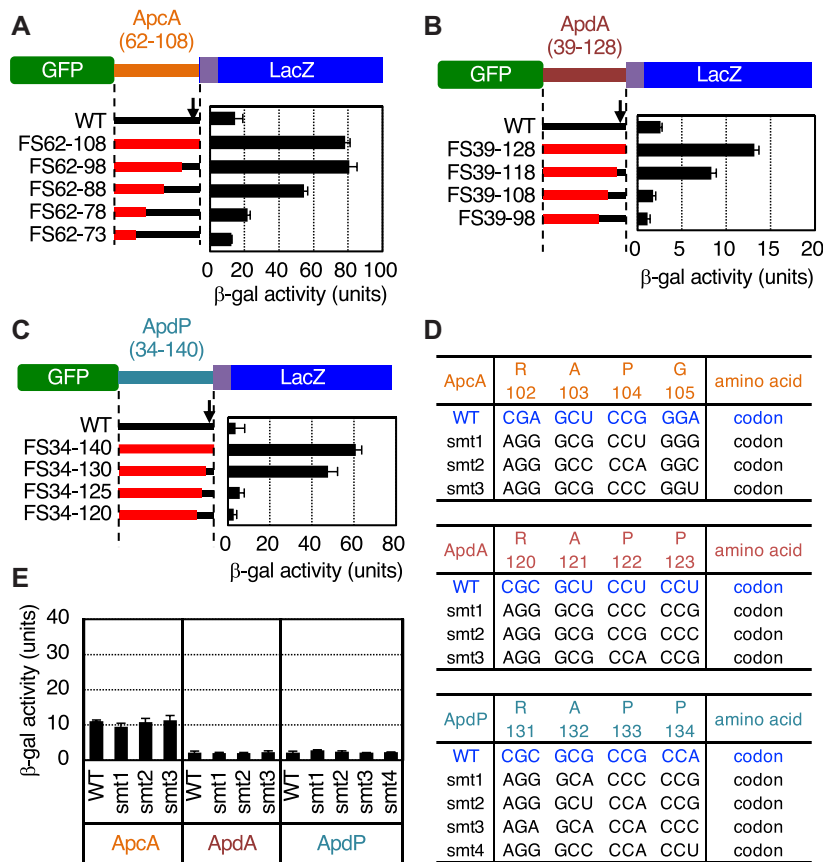 A
ApcA
(62-108)
GFP
LacZ
WT
FS62-108
FS62-98
FS62-88
FS62-78
FS62-73
0 20 40 60 80 100
β-gal activity (units)
B
ApdA
(39-128)
GFP
LacZ
WT
FS39-128
FS39-118
FS39-108
FS39-98
0 5 10 15 20
β-gal activity (units)
C
ApdP
(34-140)
GFP
LacZ
WT
FS34-140
FS34-130
FS34-125
FS34-120
0 20 40 60 80
β-gal activity (units)
D
ApcA R A P G amino acid
102 103 104 105
WT CGA GCU CCG GGA codon
smt1 AGG GCG CCU GGG codon
smt2 AGG GCC CCA GGC codon
smt3 AGG GCG CCC GGU codon
ApdA R A P P amino acid
120 121 122 123
WT CGC GCU CCU CCU codon
smt1 AGG GCG CCC CCG codon
smt2 AGG GCG CCG CCC codon
smt3 AGG GCG CCA CCG codon
ApdP R A P P amino acid
131 132 133 134
WT CGC GCG CCG CCA codon
smt1 AGG GCA CCC CCG codon
smt2 AGG GCU CCA CCG codon
smt3 AGA GCA CCA CCC codon
smt4 AGG GCC CCA CCU codon
E
β-gal activity (units)
40
30
20
10
0
WT smt1 smt2 smt3 WT smt1 smt2 smt3 WT smt1 smt2 smt3 smt4
ApcA ApdA ApdP